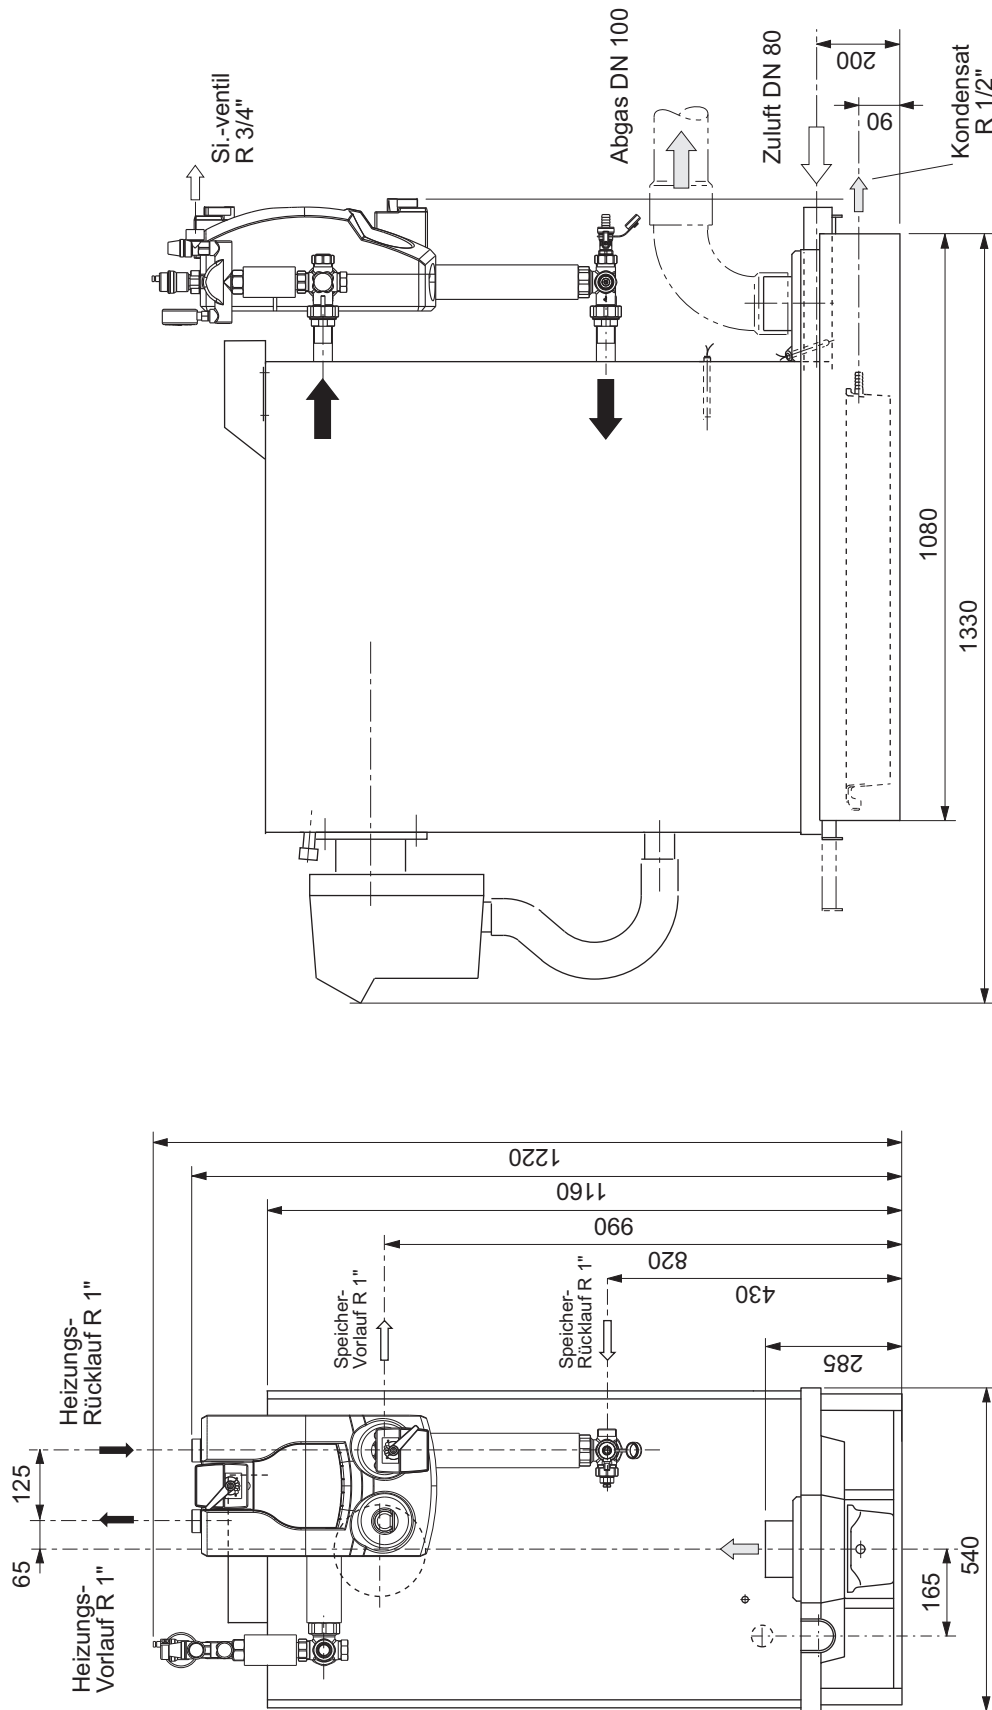 Si.-ventil
R 3/4"
Abgas DN 100
Zuluft DN 80
200
90
Kondensat
R 1/2"
1080
1330
1220
1160
990
820
430
285
Heizungs-
Rücklauf R 1"
Speicher-
Vorlauf R 1"
Speicher-
Rücklauf R 1"
125
65
Heizungs-
Vorlauf R 1"
165
540